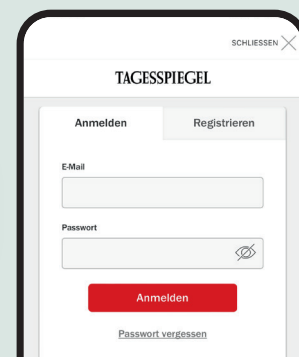 SCHLIESSEN
TAGESSPIEGEL
Anmelden
Registrieren
E-Mail
Passwort
Anmelden
Passwort vergessen